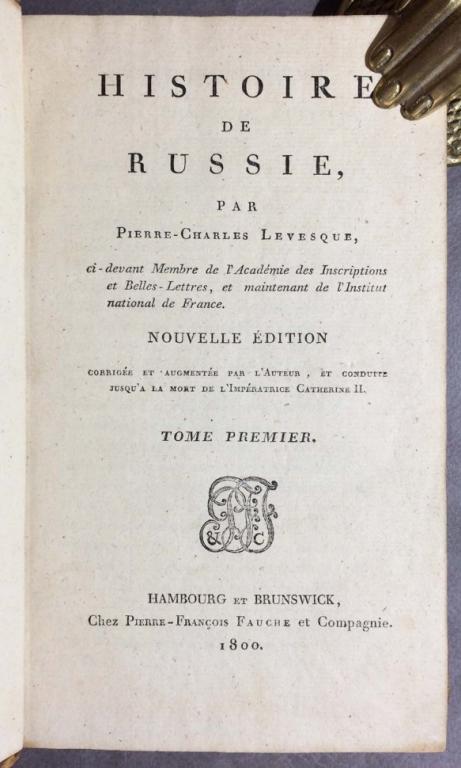 HISTOIRE
DE
RUSSIE,
PAR
PIERRE-CHARLES LEVESQUE,
ci-devant Membre de l'Académie des Inscriptions
et Belles-Lettres, et maintenant de l'Institut
national de France.
NOUVELLE ÉDITION
CORRIGÉE ET AUGMENTÉE PAR L'AUTEUR, ET CONDUITE
JUSQU'A LA MORT DE L'IMPÉRATRICE CATHERINE II.
TOME PREMIER.
& C
HAMBOURG ET BRUNSWICK,
Chez PIERRE-FRANÇOIS FAUCHE et Compagnie.
1800.